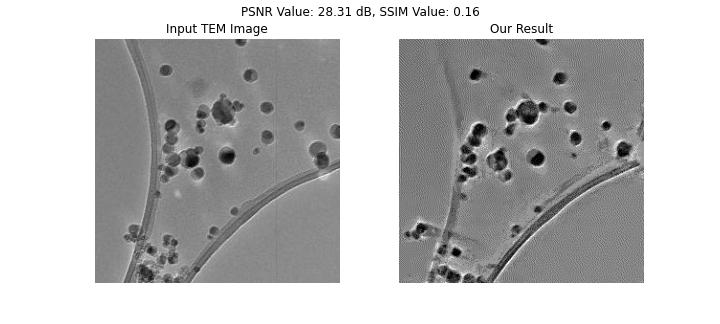 PSNR Value: 28.31 dB, SSIM Value: 0.16
Input TEM Image
Our Result